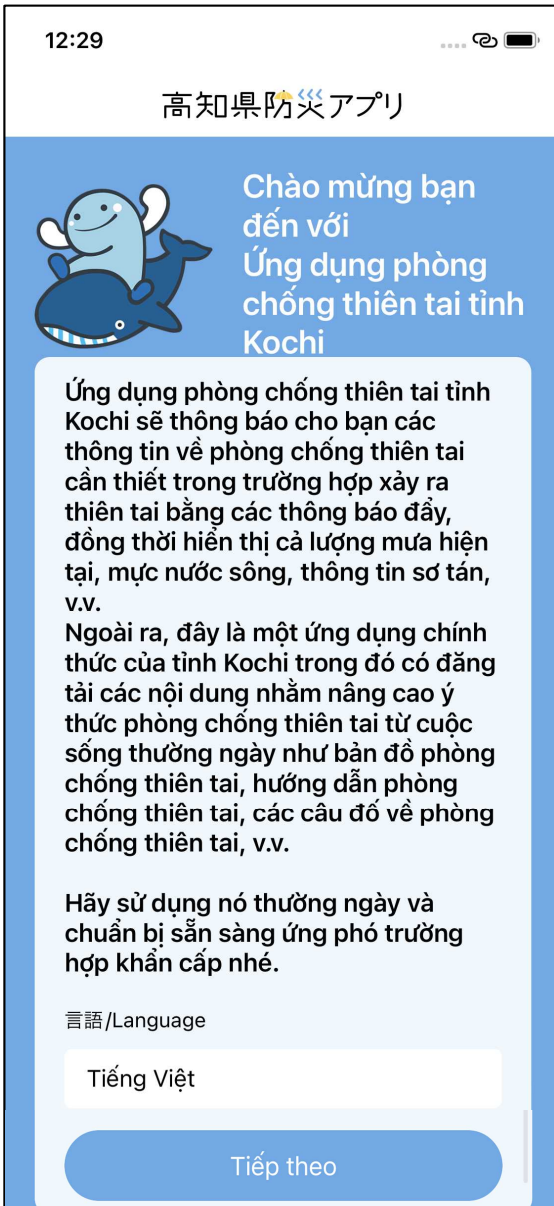 12:29
高知県防災アプリ
Chào mừng bạn
đến với
Ứng dụng phòng
chống thiên tai tỉnh
Kochi
Ứng dụng phòng chống thiên tai tỉnh
Kochi sẽ thông báo cho bạn các
thông tin về phòng chống thiên tai
cần thiết trong trường hợp xảy ra
thiên tai bằng các thông báo đẩy,
đồng thời hiển thị cả lượng mưa hiện
tại, mực nước sông, thông tin sơ tán,
v.v.
Ngoài ra, đây là một ứng dụng chính
thức của tỉnh Kochi trong đó có đăng
tải các nội dung nhằm nâng cao ý
thức phòng chống thiên tai từ cuộc
sống thường ngày như bản đồ phòng
chống thiên tai, hướng dẫn phòng
chống thiên tai, các câu đố về phòng
chống thiên tai, v.v.
Hãy sử dụng nó thường ngày và
chuẩn bị sẵn sàng ứng phó trường
hợp khẩn cấp nhé.
言語/Language
Tiếng Việt
Tiếp theo